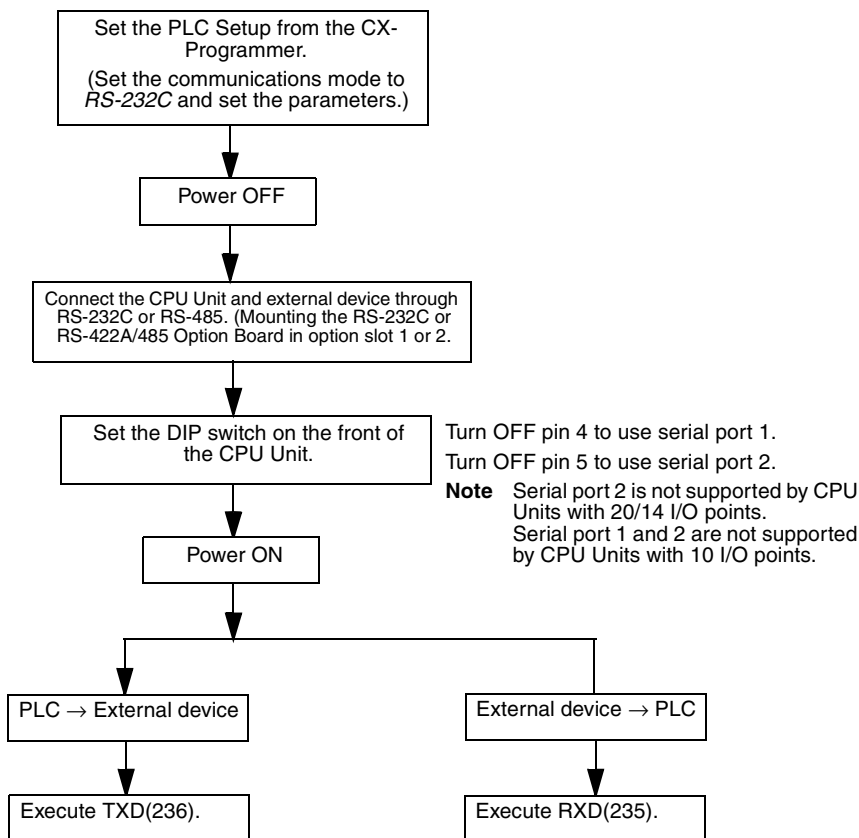 Set the PLC Setup from the CX-
Programmer.
(Set the communications mode to
RS-232C and set the parameters.)
Power OFF
Connect the CPU Unit and external device through
RS-232C or RS-485. (Mounting the RS-232C or
RS-422A/485 Option Board in option slot 1 or 2.
Set the DIP switch on the front of
the CPU Unit.
Turn OFF pin 4 to use serial port 1.
Turn OFF pin 5 to use serial port 2.
Note Serial port 2 is not supported by CPU
Units with 20/14 I/O points.
Serial port 1 and 2 are not supported
by CPU Units with 10 I/O points.
Power ON
PLC → External device
External device → PLC
Execute TXD(236).
Execute RXD(235).